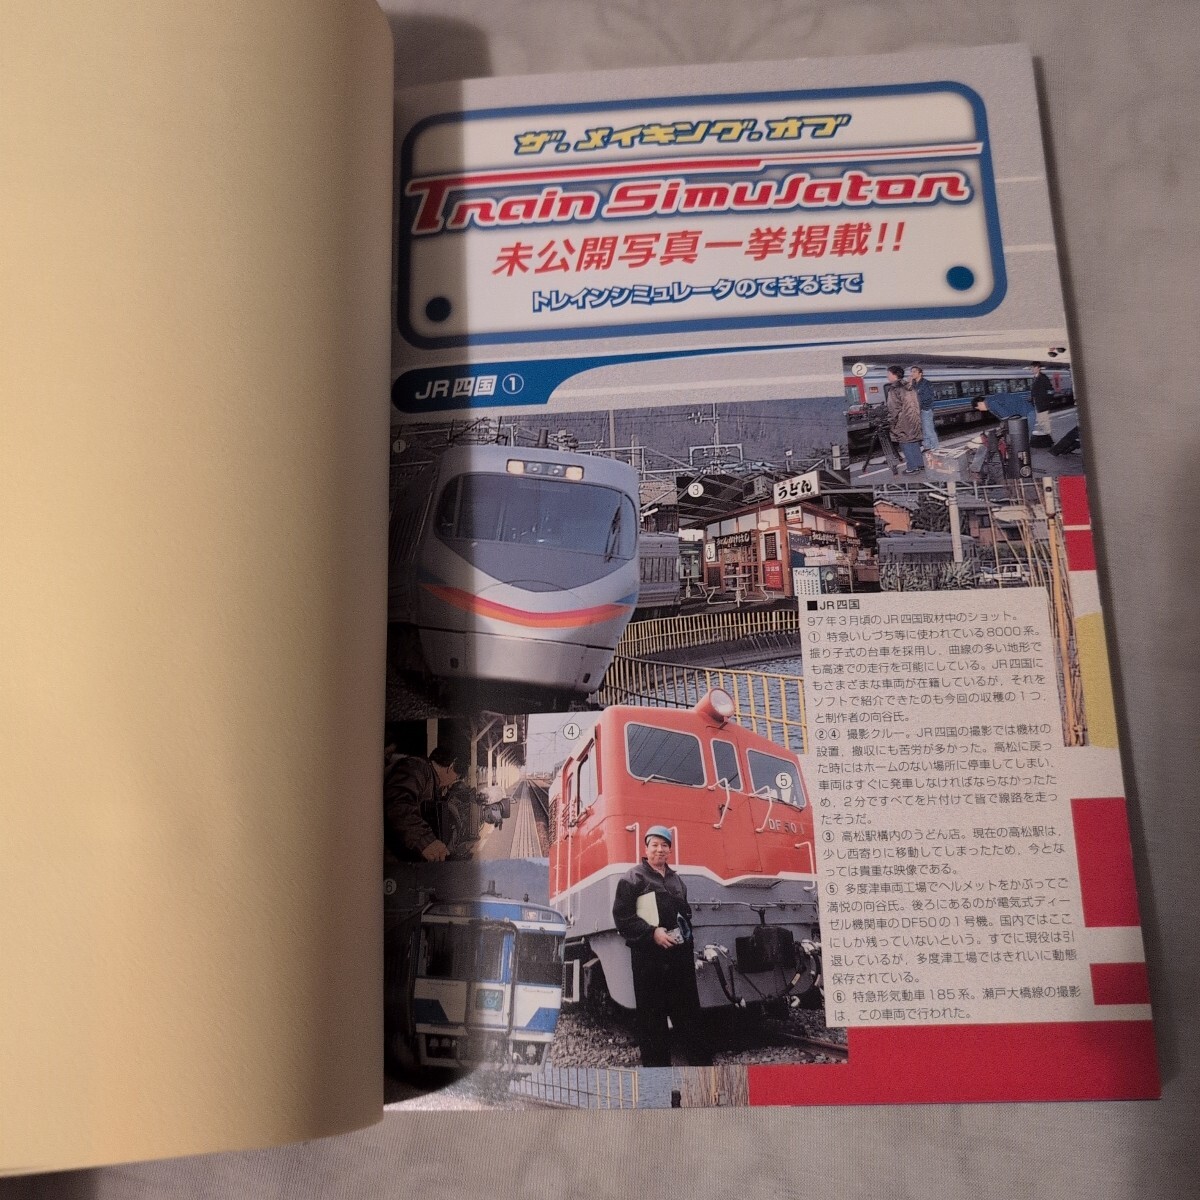 ザ・メイキング・オブ
Train Simulator
未公開写真一挙掲載!!
トレインシミュレータのできるまで
JR四国 ①
①
②
③
うどん
3
④
DF50 1
⑤
⑥
■JR四国
97年3月頃のJR四国取材中のショット。
① 特急いしづち等に使われている8000系。
振り子式の台車を採用し、曲線の多い地形で
も高速での走行を可能にしている。JR四国に
もさまざまな車両が在籍しているが、それを
ソフトで紹介できたのも今回の収穫の1つ、
と制作者の向谷氏。
②④ 撮影クルー。JR四国の撮影では機材の
設置、撤収にも苦労が多かった。高松に戻っ
た時にはホームのない場所に停車してしまい、
車両はすぐに発車しなければならなかったた
め、2分ですべてを片付けて皆で線路を走っ
たそうだ。
③ 高松駅構内のうどん店。現在の高松駅は、
少し西寄りに移動してしまったため、今とな
っては貴重な映像である。
⑤ 多度津車両工場でヘルメットをかぶってご
満悦の向谷氏。後ろにあるのが電気式ディー
ゼル機関車のDF50の1号機。国内ではここ
にしか残っていないという。すでに現役は引
退しているが、多度津工場ではきれいに動態
保存されている。
⑥ 特急形気動車185系。瀬戸大橋線の撮影
は、この車両で行われた。